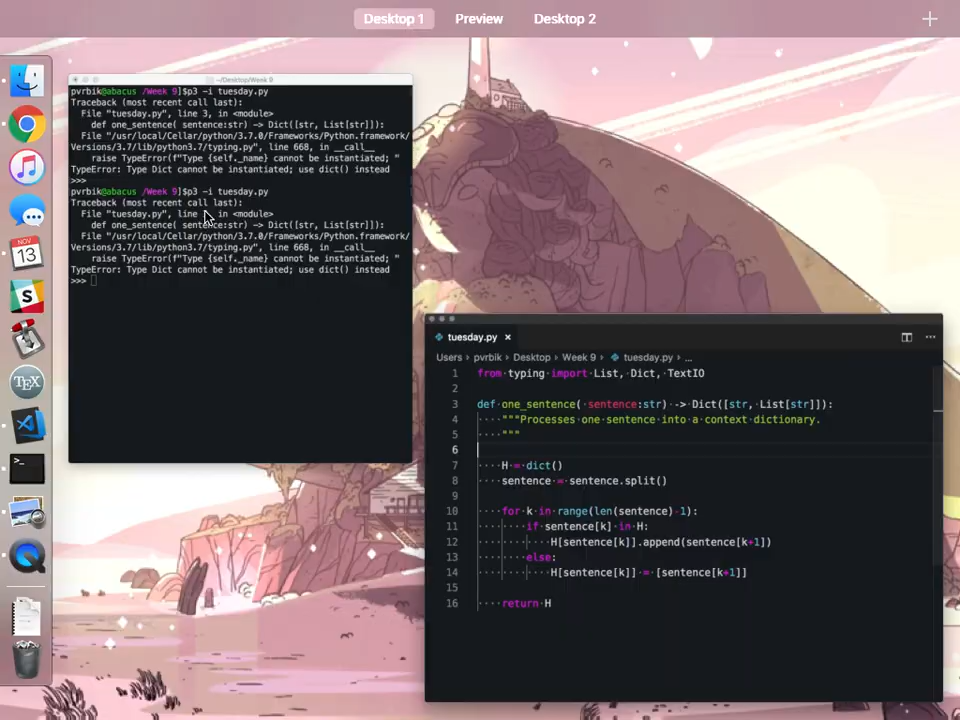 Desktop 1 Preview Desktop 2
~/Desktop/Week 9
pvrbik@abacus /Week 9]$p3 -i tuesday.py
Traceback (most recent call last):
File "tuesday.py", line 3, in <module>
def one_sentence( sentence:str) -> Dict([str, List[str]]):
File "/usr/local/Cellar/python/3.7.0/Frameworks/Python.framework/
Versions/3.7/lib/python3.7/typing.py", line 668, in __call__
raise TypeError(f"Type {self._name} cannot be instantiated; "
TypeError: Type Dict cannot be instantiated; use dict() instead
>>>
pvrbik@abacus /Week 9]$p3 -i tuesday.py
Traceback (most recent call last):
File "tuesday.py", line in <module>
def one_sentence( sentence:str) -> Dict([str, List[str]]):
File "/usr/local/Cellar/python/3.7.0/Frameworks/Python.framework/
Versions/3.7/lib/python3.7/typing.py", line 668, in __call__
raise TypeError(f"Type {self._name} cannot be instantiated; "
TypeError: Type Dict cannot be instantiated; use dict() instead
>>>
NOV
13
S
TEX
>_
tuesday.py
Users › pvrbik › Desktop › Week 9 › tuesday.py › ...
1 from typing import List, Dict, TextIO
2
3 def one_sentence( sentence:str) -> Dict([str, List[str]]):
4 """Processes one sentence into a context dictionary.
5 """
6
7 H = dict()
8 sentence = sentence.split()
9
10 for k in range(len(sentence)-1):
11 if sentence[k] in H:
12 H[sentence[k]].append(sentence[k+1])
13 else:
14 H[sentence[k]] = [sentence[k+1]]
15
16 return H